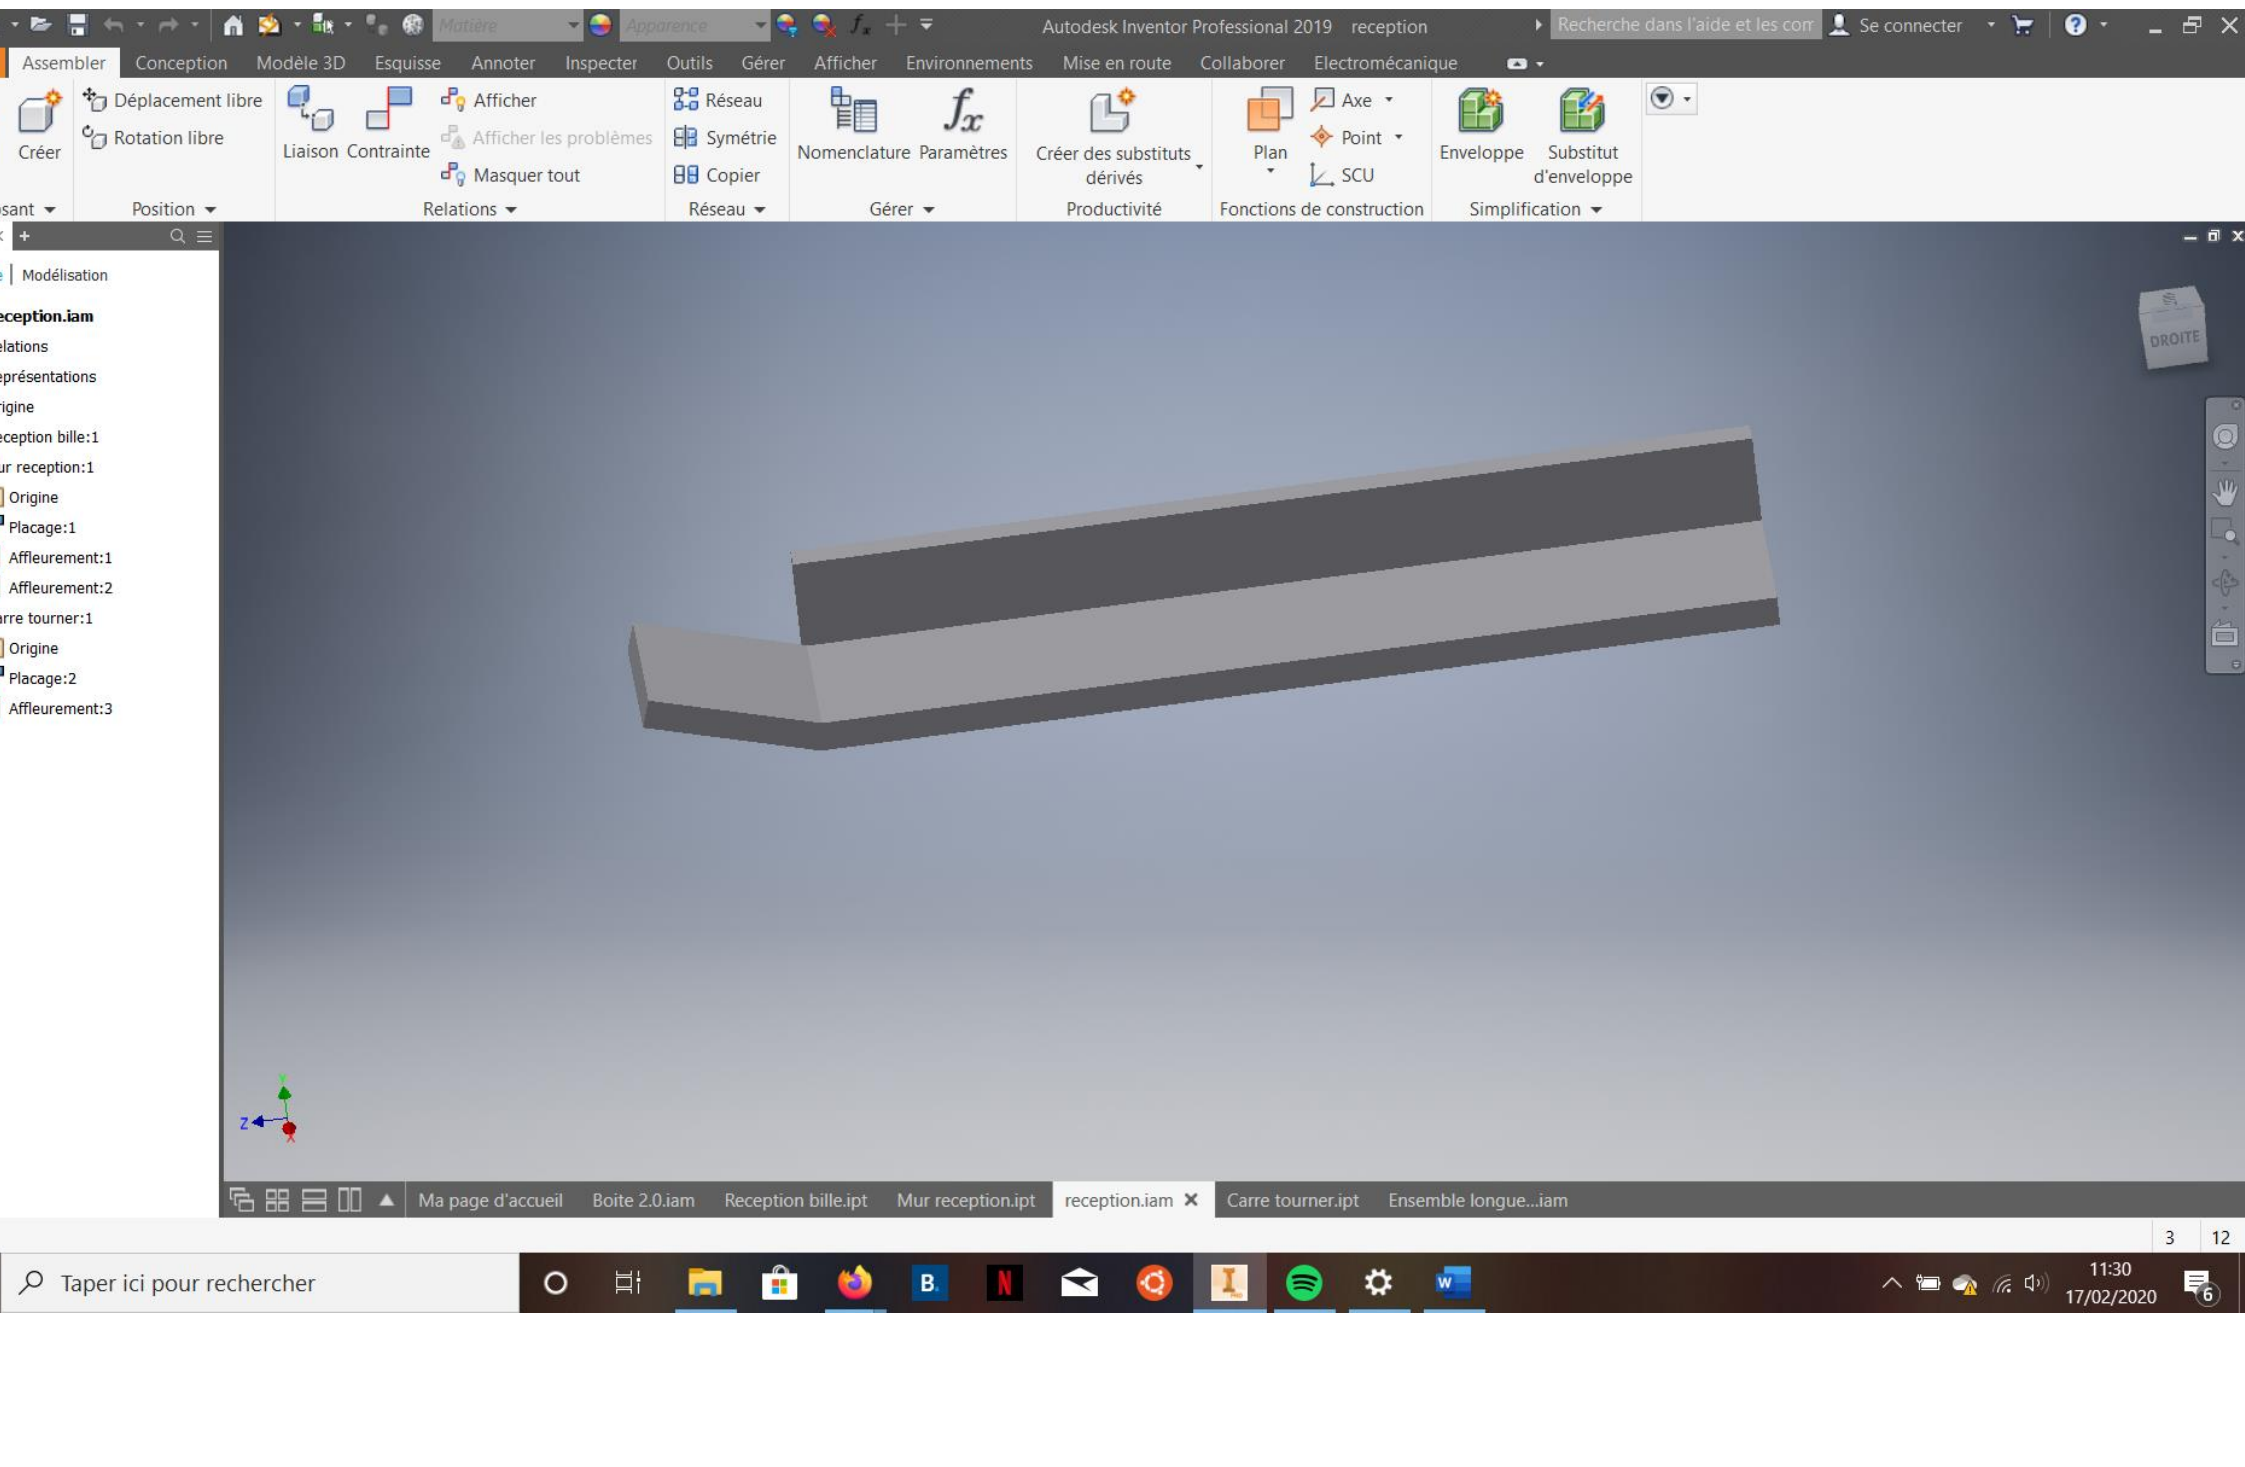 Matière
Apparence
Autodesk Inventor Professional 2019 reception
Recherche dans l'aide et les com
Se connecter
Assembler Conception Modèle 3D Esquisse Annoter Inspecter Outils Gérer Afficher Environnements Mise en route Collaborer Electromécanique
Créer
Déplacement libre
Rotation libre
Liaison Contrainte
Afficher
Afficher les problèmes
Masquer tout
Réseau
Symétrie
Copier
Nomenclature Paramètres
Créer des substituts
dérivés
Plan
Axe
Point
SCU
Enveloppe
Substitut
d'enveloppe
sant Position Relations Réseau Gérer Productivité Fonctions de construction Simplification
e | Modélisation
eception.iam
elations
eprésentations
rigine
eception bille:1
ur reception:1
Origine
Placage:1
Affleurement:1
Affleurement:2
arre tourner:1
Origine
Placage:2
Affleurement:3
DROITE
Y
Z
X
Ma page d'accueil Boite 2.0.iam Reception bille.ipt Mur reception.ipt reception.iam Carre tourner.ipt Ensemble longue...iam
3 12
Taper ici pour rechercher
B.
N
I
W
11:30
17/02/2020
6